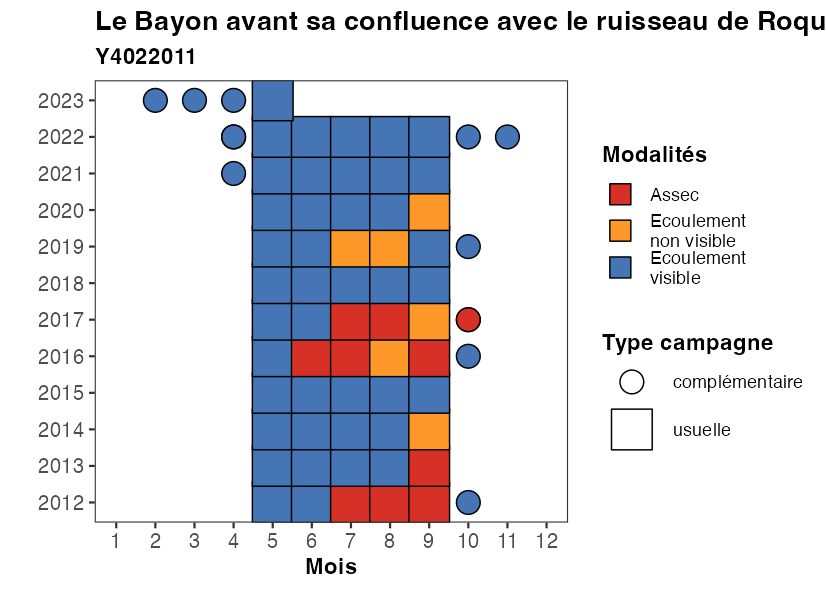 Le Bayon avant sa confluence avec le ruisseau de Roqu
Y4022011
2023
2022
2021
2020
2019
2018
2017
2016
2015
2014
2013
2012
1 2 3 4 5 6 7 8 9 10 11 12
Mois
Modalités
Assec
Ecoulement
non visible
Ecoulement
visible
Type campagne
complémentaire
usuelle